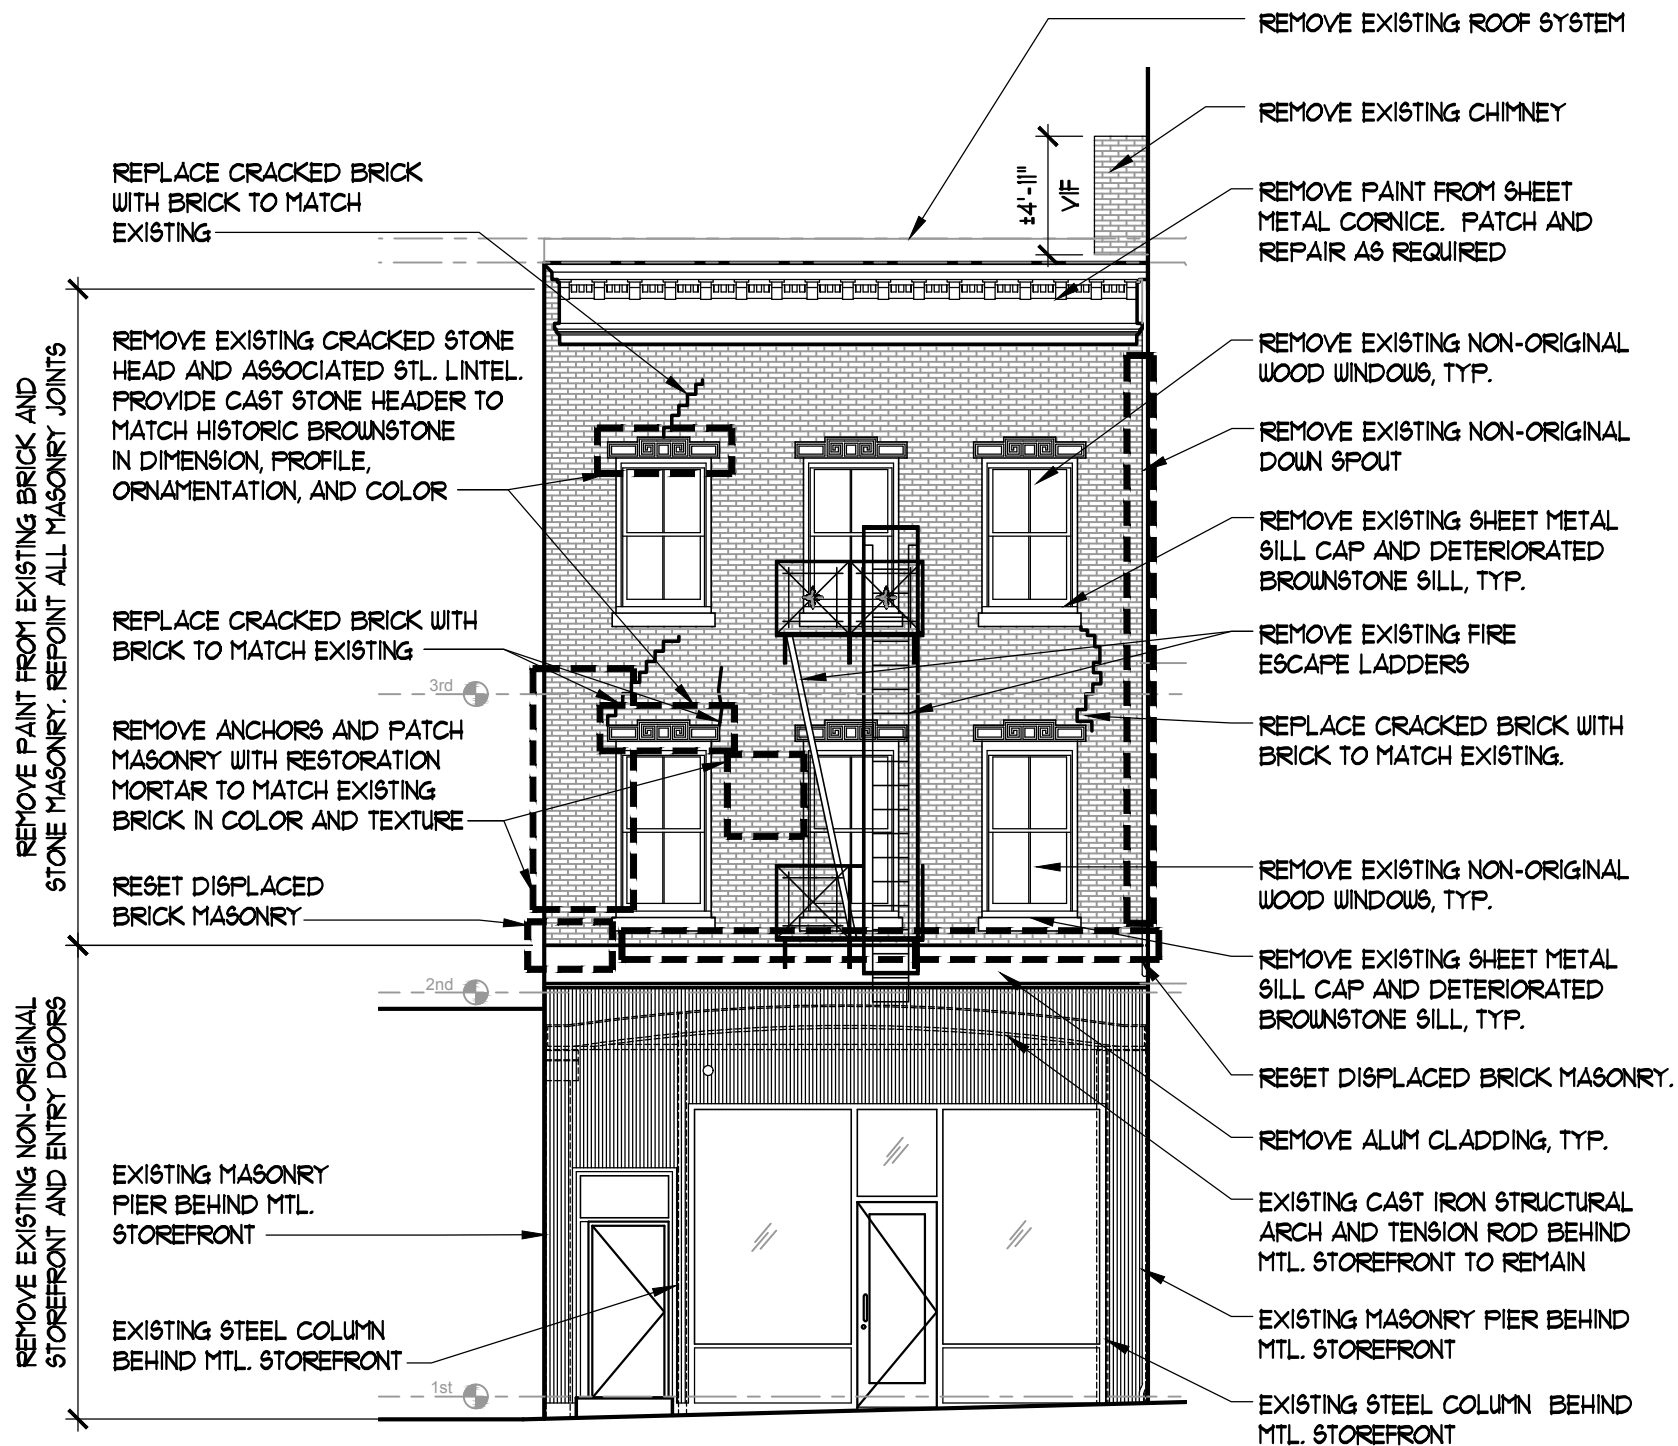 REMOVE EXISTING ROOF SYSTEM
REMOVE EXISTING CHIMNEY
±4'-11"
VIF
REPLACE CRACKED BRICK
WITH BRICK TO MATCH
EXISTING
REMOVE PAINT FROM SHEET
METAL CORNICE. PATCH AND
REPAIR AS REQUIRED
REMOVE PAINT FROM EXISTING BRICK AND
STONE MASONRY. REPOINT ALL MASONRY JOINTS
REMOVE EXISTING CRACKED STONE
HEAD AND ASSOCIATED STL. LINTEL.
PROVIDE CAST STONE HEADER TO
MATCH HISTORIC BROWNSTONE
IN DIMENSION, PROFILE,
ORNAMENTATION, AND COLOR
REMOVE EXISTING NON-ORIGINAL
WOOD WINDOWS, TYP.
REMOVE EXISTING NON-ORIGINAL
DOWN SPOUT
REMOVE EXISTING SHEET METAL
SILL CAP AND DETERIORATED
BROWNSTONE SILL, TYP.
REPLACE CRACKED BRICK WITH
BRICK TO MATCH EXISTING
REMOVE EXISTING FIRE
ESCAPE LADDERS
3rd
REMOVE ANCHORS AND PATCH
MASONRY WITH RESTORATION
MORTAR TO MATCH EXISTING
BRICK IN COLOR AND TEXTURE
REPLACE CRACKED BRICK WITH
BRICK TO MATCH EXISTING.
RESET DISPLACED
BRICK MASONRY
REMOVE EXISTING NON-ORIGINAL
WOOD WINDOWS, TYP.
REMOVE EXISTING SHEET METAL
SILL CAP AND DETERIORATED
BROWNSTONE SILL, TYP.
2nd
REMOVE EXISTING NON-ORIGINAL
STOREFRONT AND ENTRY DOORS
RESET DISPLACED BRICK MASONRY.
REMOVE ALUM CLADDING, TYP.
EXISTING MASONRY
PIER BEHIND MTL.
STOREFRONT
EXISTING CAST IRON STRUCTURAL
ARCH AND TENSION ROD BEHIND
MTL. STOREFRONT TO REMAIN
EXISTING STEEL COLUMN
BEHIND MTL. STOREFRONT
EXISTING MASONRY PIER BEHIND
MTL. STOREFRONT
1st
EXISTING STEEL COLUMN BEHIND
MTL. STOREFRONT